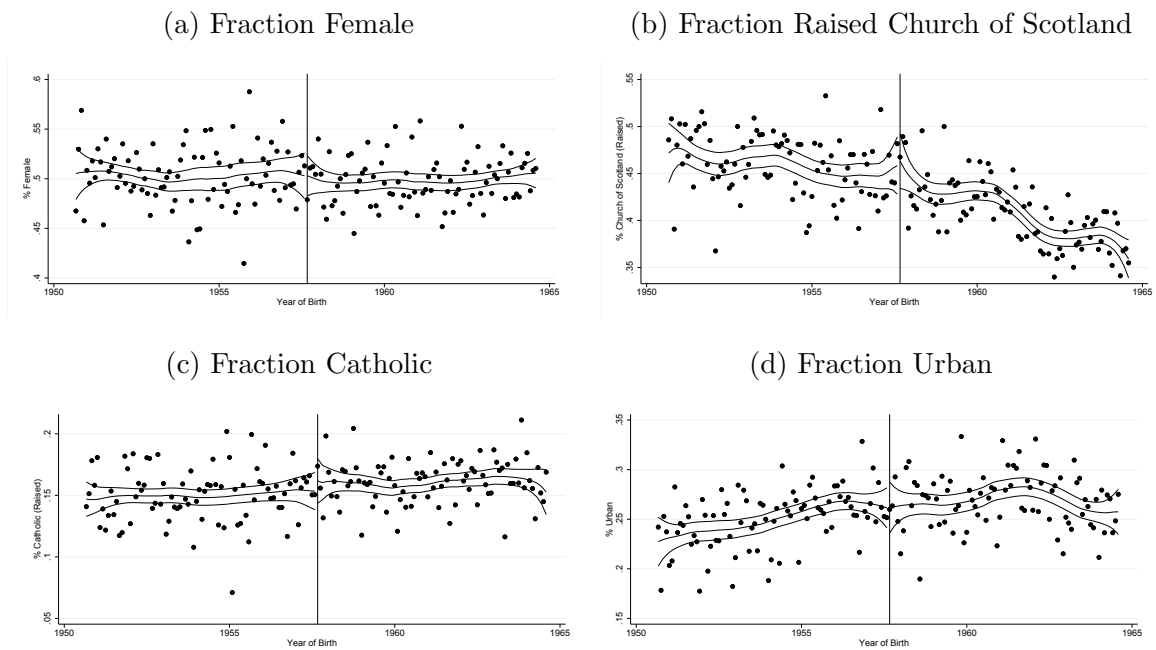 (a) Fraction Female
(b) Fraction Raised Church of Scotland
% Female
.6
.55
.5
.45
.4
1950 1955 1960 1965
Year of Birth
% Church of Scotland (Raised)
.55
.5
.45
.4
.35
1950 1955 1960 1965
Year of Birth
(c) Fraction Catholic
(d) Fraction Urban
% Catholic (Raised)
.2
.15
.1
.05
1950 1955 1960 1965
Year of Birth
% Urban
.35
.3
.25
.2
.15
1950 1955 1960 1965
Year of Birth